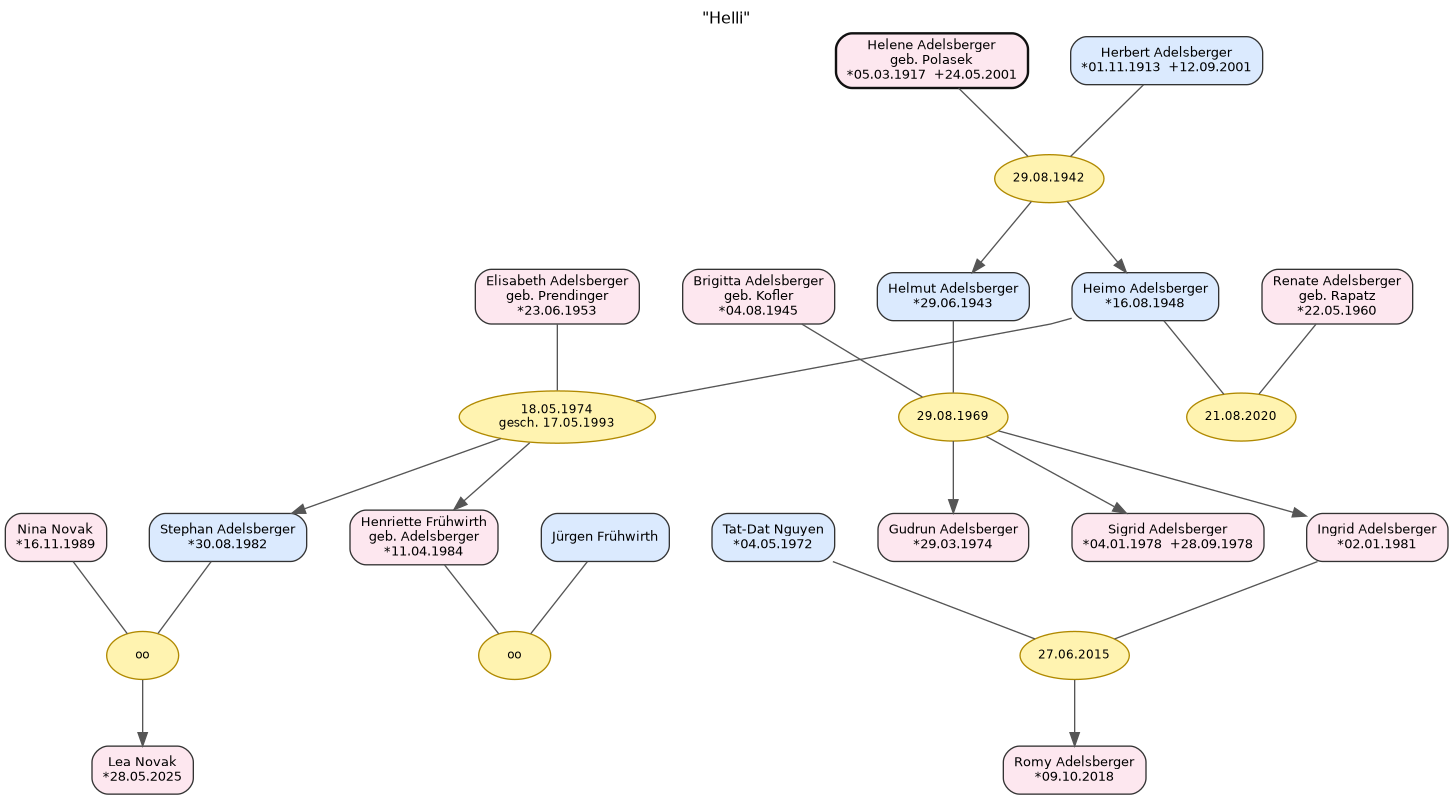 "Helli"
Helene Adelsberger
geb. Polasek
*05.03.1917 +24.05.2001
Herbert Adelsberger
*01.11.1913 +12.09.2001
29.08.1942
Elisabeth Adelsberger
geb. Prendinger
*23.06.1953
Brigitta Adelsberger
geb. Kofler
*04.08.1945
Helmut Adelsberger
*29.06.1943
Heimo Adelsberger
*16.08.1948
Renate Adelsberger
geb. Rapatz
*22.05.1960
18.05.1974
gesch. 17.05.1993
29.08.1969
21.08.2020
Nina Novak
*16.11.1989
Stephan Adelsberger
*30.08.1982
Henriette Frühwirth
geb. Adelsberger
*11.04.1984
Jürgen Frühwirth
Tat-Dat Nguyen
*04.05.1972
Gudrun Adelsberger
*29.03.1974
Sigrid Adelsberger
*04.01.1978 +28.09.1978
Ingrid Adelsberger
*02.01.1981
oo
oo
27.06.2015
Lea Novak
*28.05.2025
Romy Adelsberger
*09.10.2018